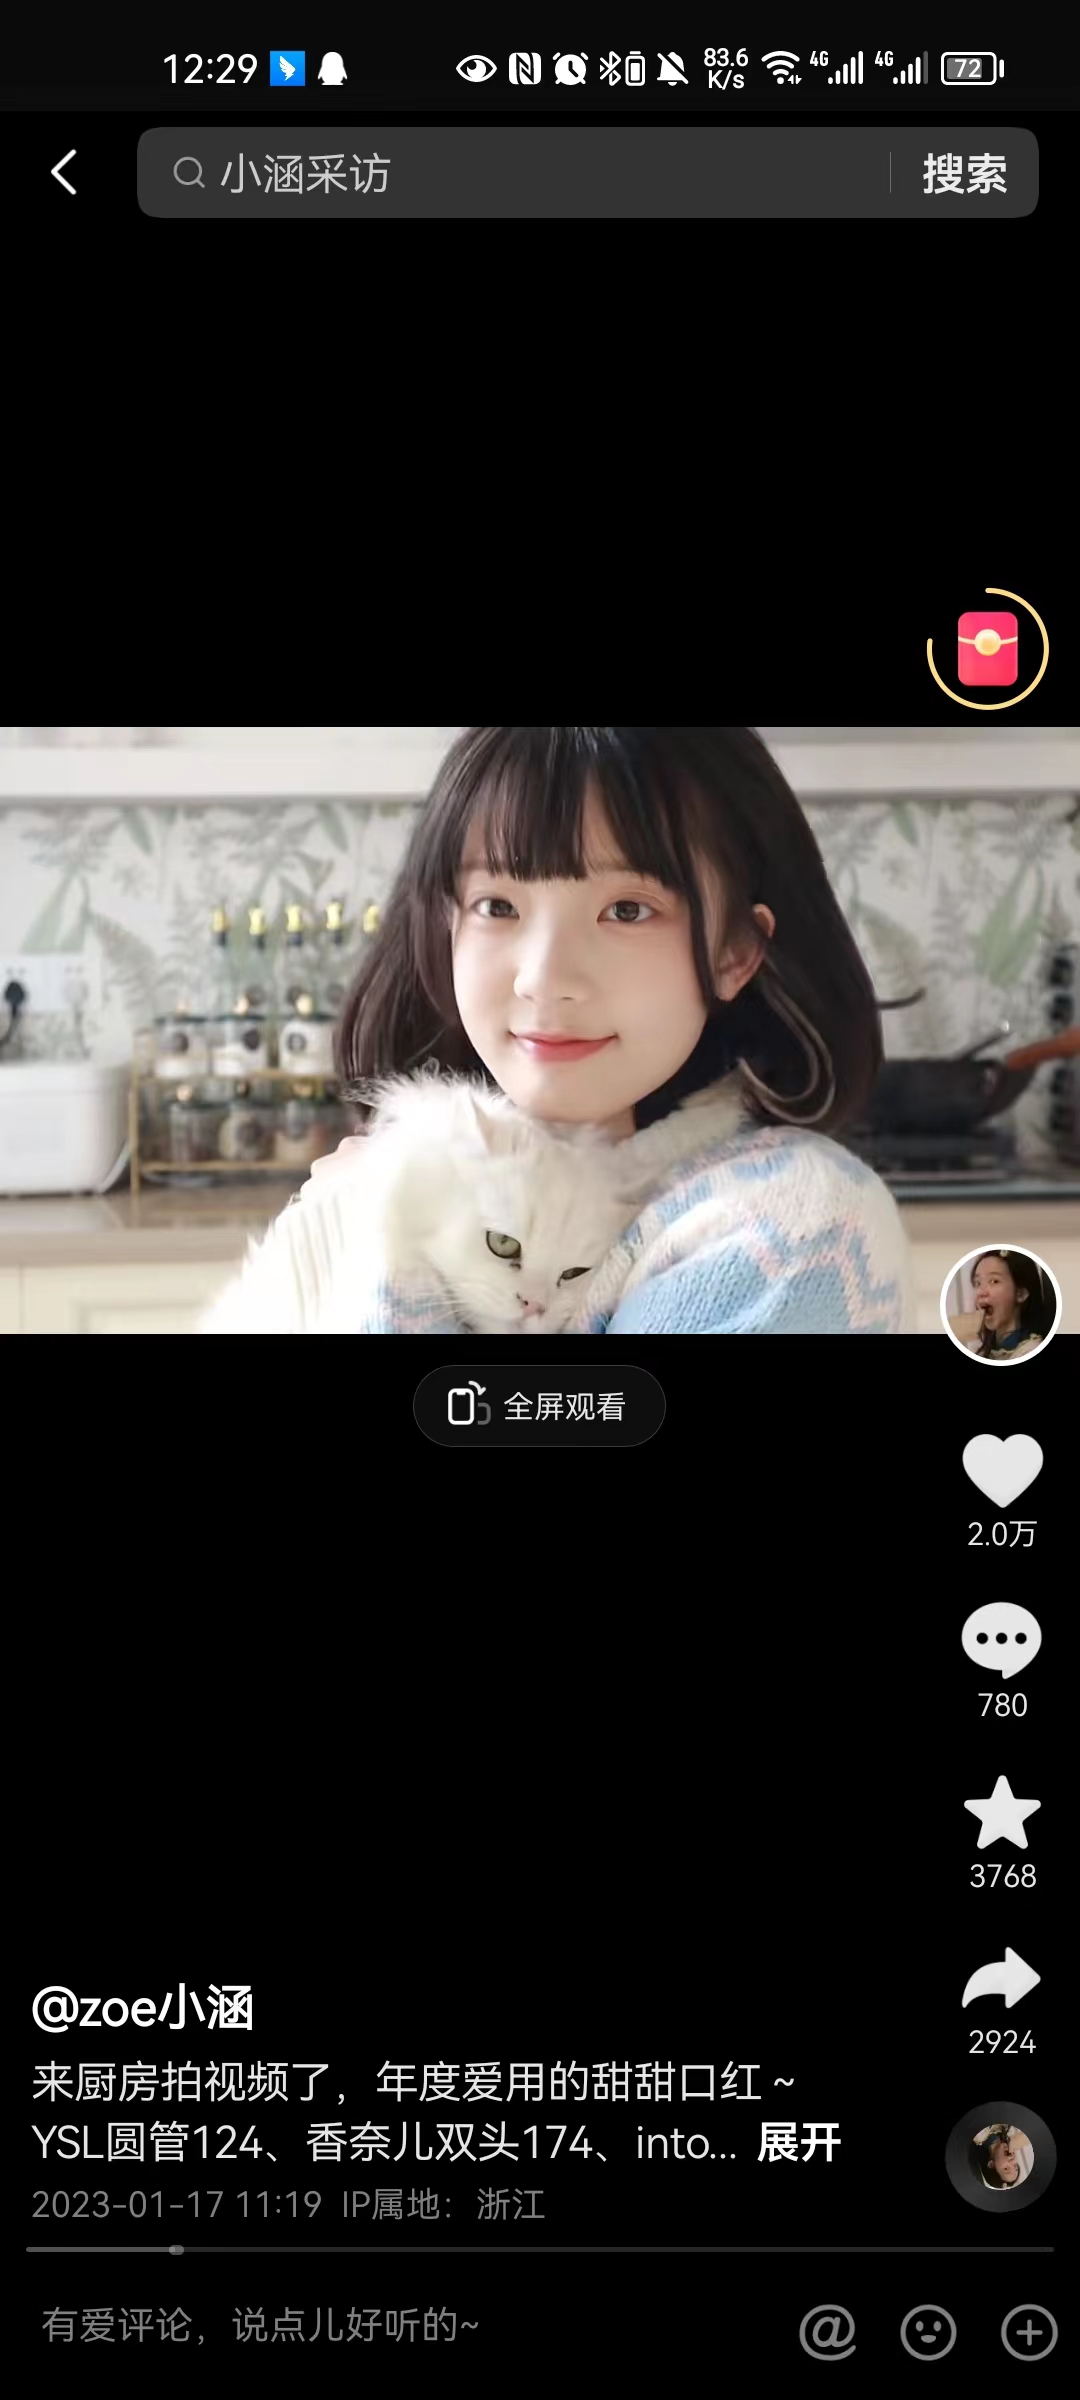 12:29
83.6
K/s
4G
4G
72
小涵采访
搜索
全屏观看
2.0万
780
3768
2924
@zoe小涵
来厨房拍视频了，年度爱用的甜甜口红~
YSL圆管124、香奈儿双头174、into... 展开
2023-01-17 11:19 IP属地：浙江
有爱评论，说点儿好听的~